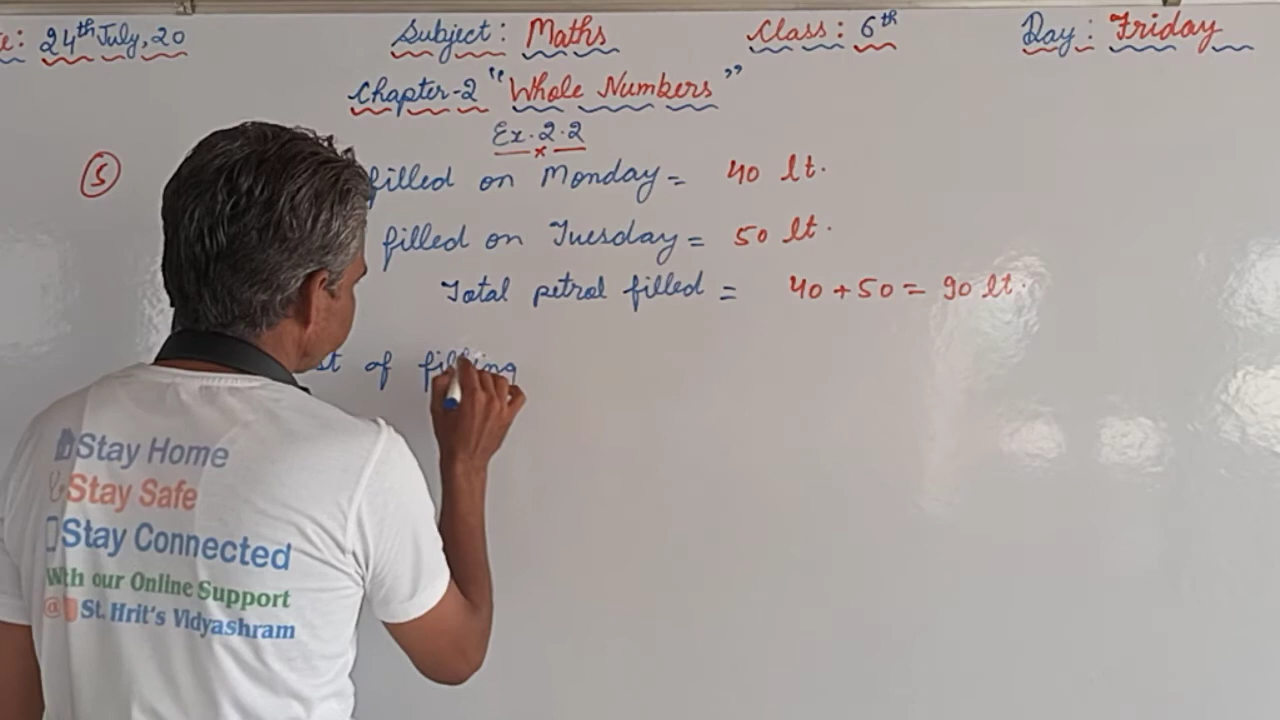 24th July, 20 Subject: Maths Class: 6th Day: Friday
Chapter-2 "Whole Numbers"
Ex. 2.2
5 filled on Monday = 40 lt.
filled on Tuesday = 50 lt.
Total petrol filled = 40 + 50 = 90 lt.
of filling
Stay Home
Stay Safe
Stay Connected
With our Online Support
@ St. Hrit's Vidyashram